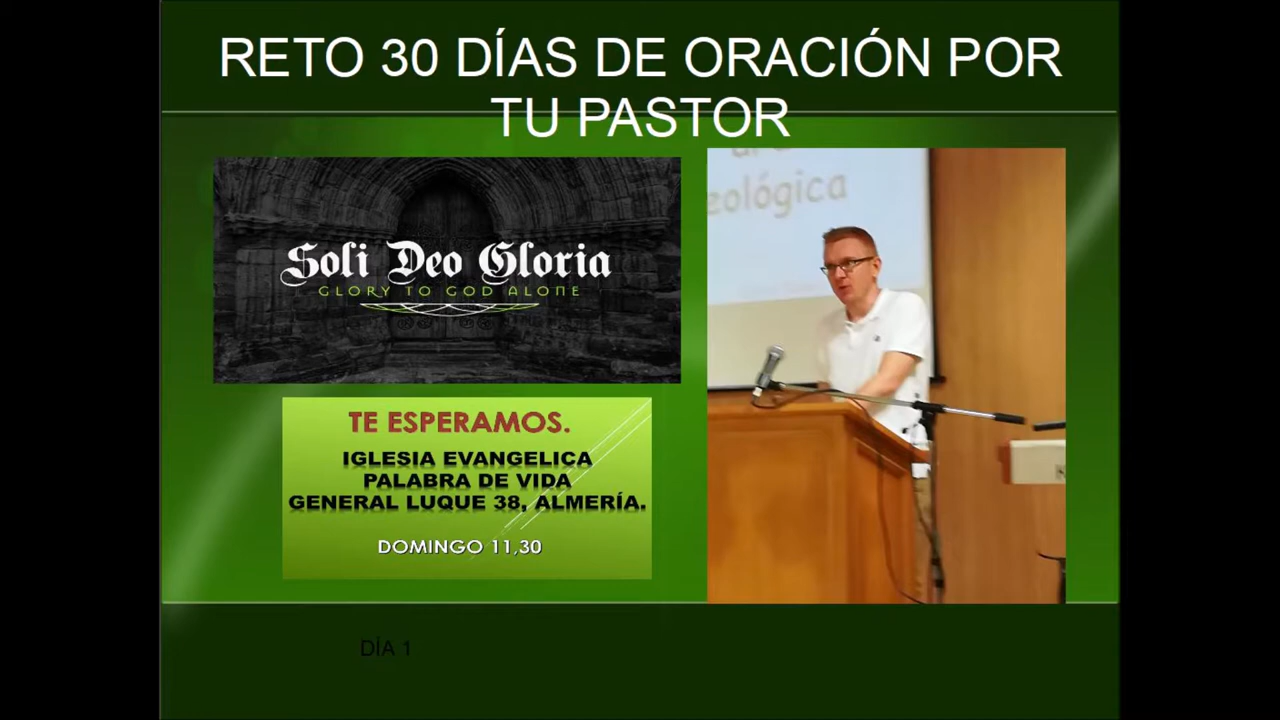 RETO 30 DÍAS DE ORACIÓN POR
TU PASTOR
Soli Deo Gloria
GLORY TO GOD ALONE
TE ESPERAMOS.
IGLESIA EVANGELICA
PALABRA DE VIDA
GENERAL LUQUE 38, ALMERÍA.
DOMINGO 11,30
eológica
DÍA 1